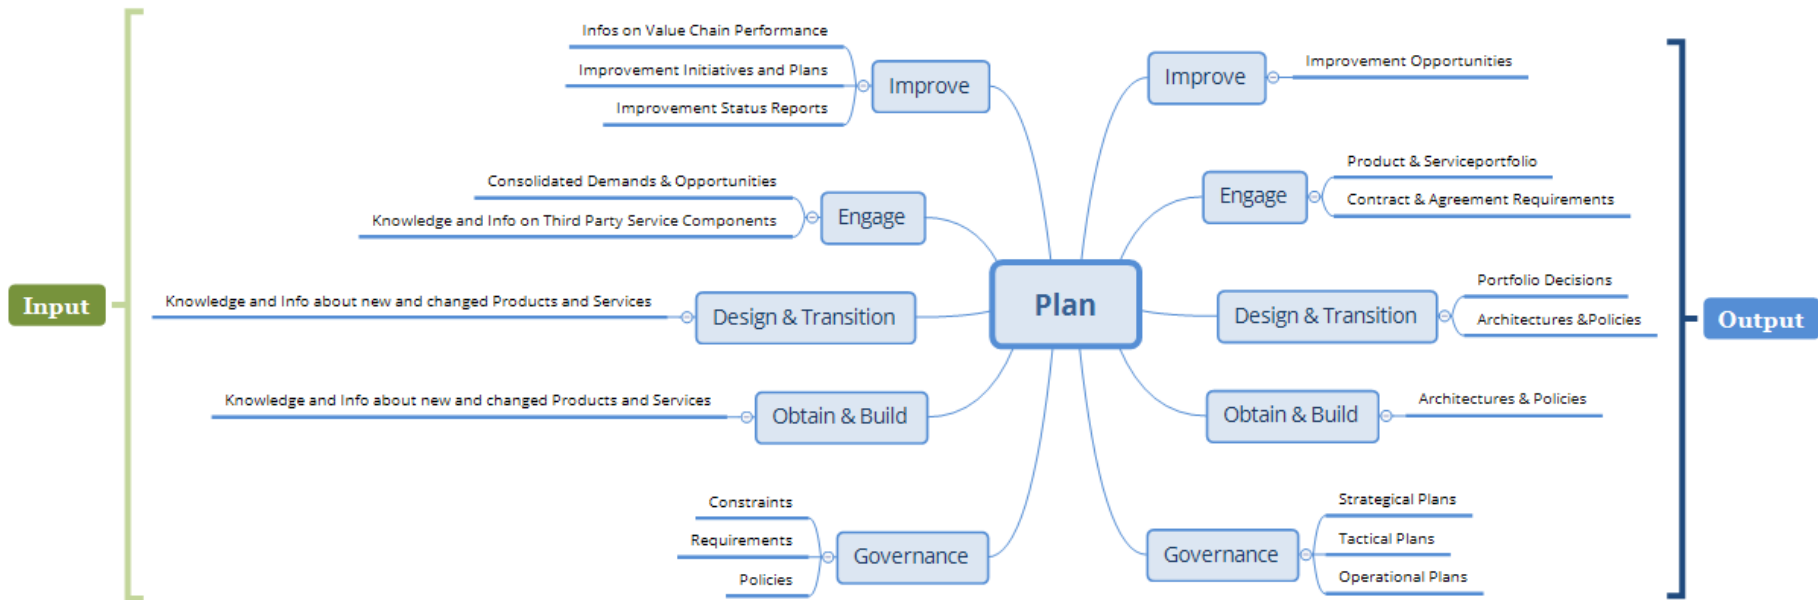 Input
Infos on Value Chain Performance
Improvement Initiatives and Plans
Improvement Status Reports
Improve
Consolidated Demands & Opportunities
Knowledge and Info on Third Party Service Components
Engage
Knowledge and Info about new and changed Products and Services
Design & Transition
Knowledge and Info about new and changed Products and Services
Obtain & Build
Constraints
Requirements
Policies
Governance
Plan
Improve
Improvement Opportunities
Engage
Product & Serviceportfolio
Contract & Agreement Requirements
Design & Transition
Portfolio Decisions
Architectures &Policies
Obtain & Build
Architectures & Policies
Governance
Strategical Plans
Tactical Plans
Operational Plans
Output